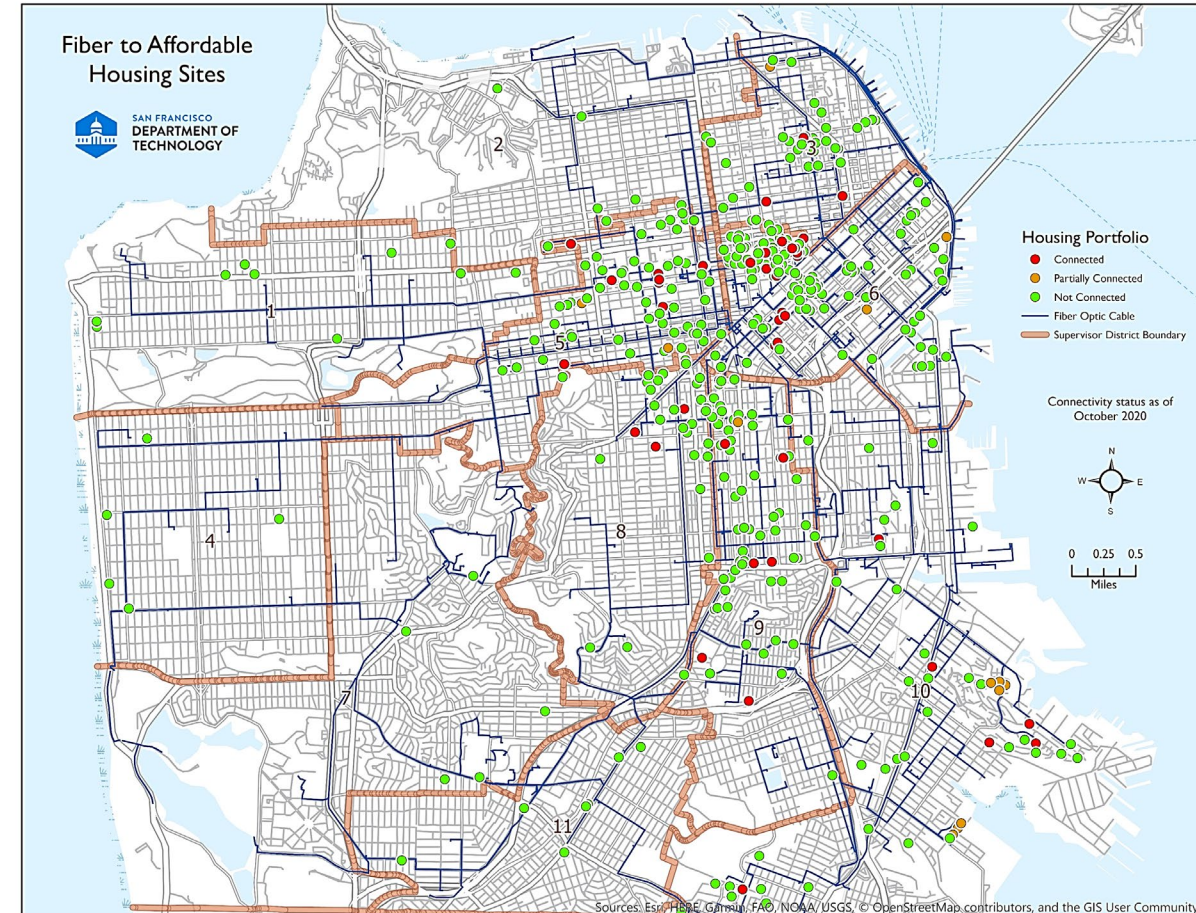 Fiber to Affordable
Housing Sites
SAN FRANCISCO
DEPARTMENT OF
TECHNOLOGY
2
3
1
5
6
4
8
7
9
10
11
Housing Portfolio
Connected
Partially Connected
Not Connected
Fiber Optic Cable
Supervisor District Boundary
Connectivity status as of
October 2020
N
W
E
S
0 0.25 0.5
Miles
Sources: Esri, HERE, Garmin, FAO, NOAA, USGS, © OpenStreetMap contributors, and the GIS User Community